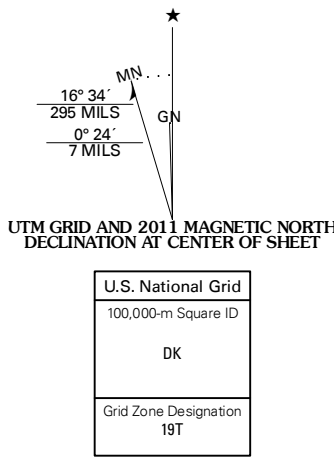 ★
MN
GN
16° 34´
295 MILS
0° 24´
7 MILS
UTM GRID AND 2011 MAGNETIC NORTH
DECLINATION AT CENTER OF SHEET
U.S. National Grid
100,000-m Square ID
DK
Grid Zone Designation
19T